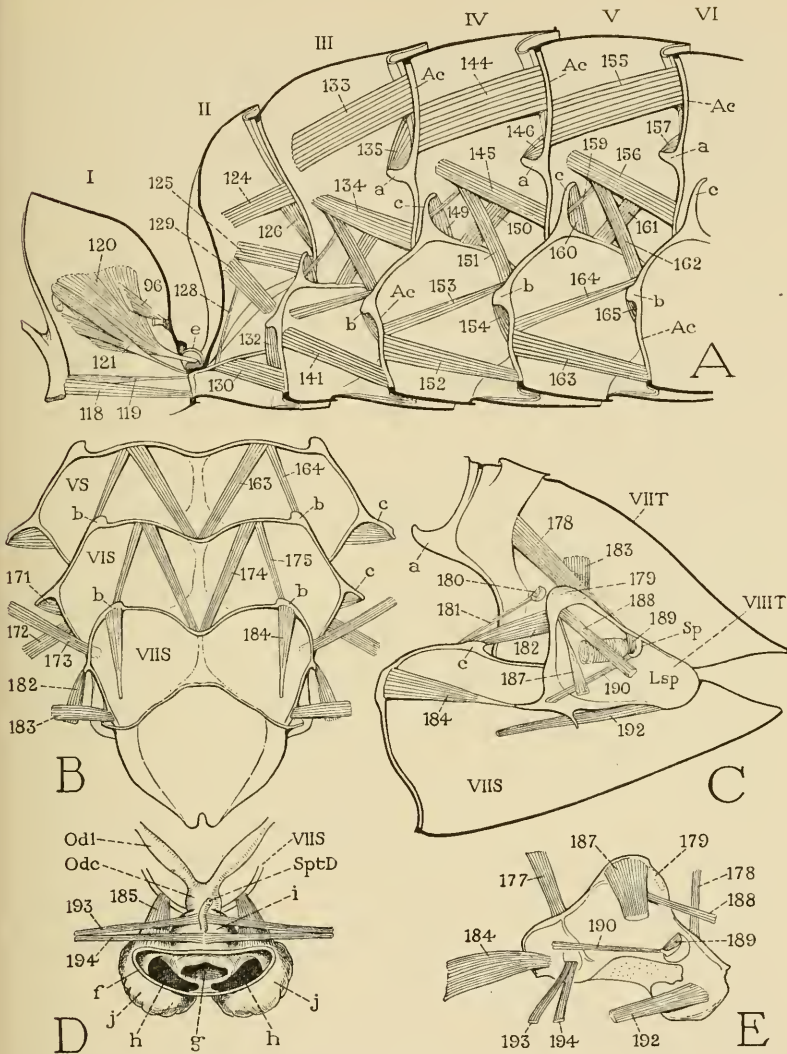 I
II
III
IV
V
VI
133
144
155
Ac
Ac
Ac
135
146
157
a
a
a
124
125
126
129
134
145
159
156
c
c
c
149
150
161
120
96
128
151
160
162
e
153
164
Ac
b
b
b
121
132
154
165
Ac
130
141
152
163
118
119
A
VS
163
164
b
b
c
VIS
174
175
171
c
b
b
172
173
VIIS
184
182
183
B
VIIT
178
183
a
180
179
188
189
Sp
VIIIT
181
182
c
187
190
Lsp
184
192
VIIS
C
Odl
VIIS
Odc
SptD
185
i
193
194
f
j
j
h
g
h
D
187
179
177
178
188
190
189
184
193
194
192
E